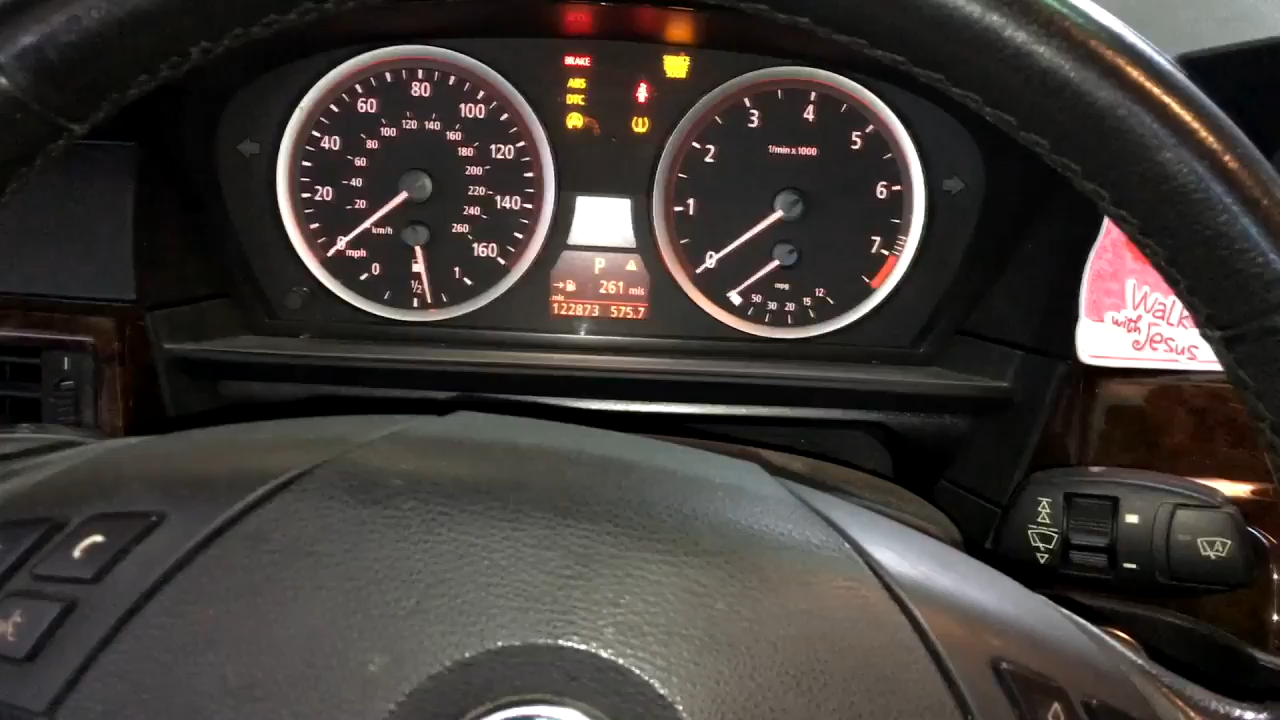 BRAKE
ABS
DTC
0 20 40 60 80 100 120 140 160
20 40 60 80 100 120 140 160 180 200 220 240 260
km/h
mph
0 1/2 1
0 1 2 3 4 5 6 7
1/min x 1000
mpg
50 30 20 15 12
P
261 mls
mls
122873 575.7
Walk
with Jesus
A